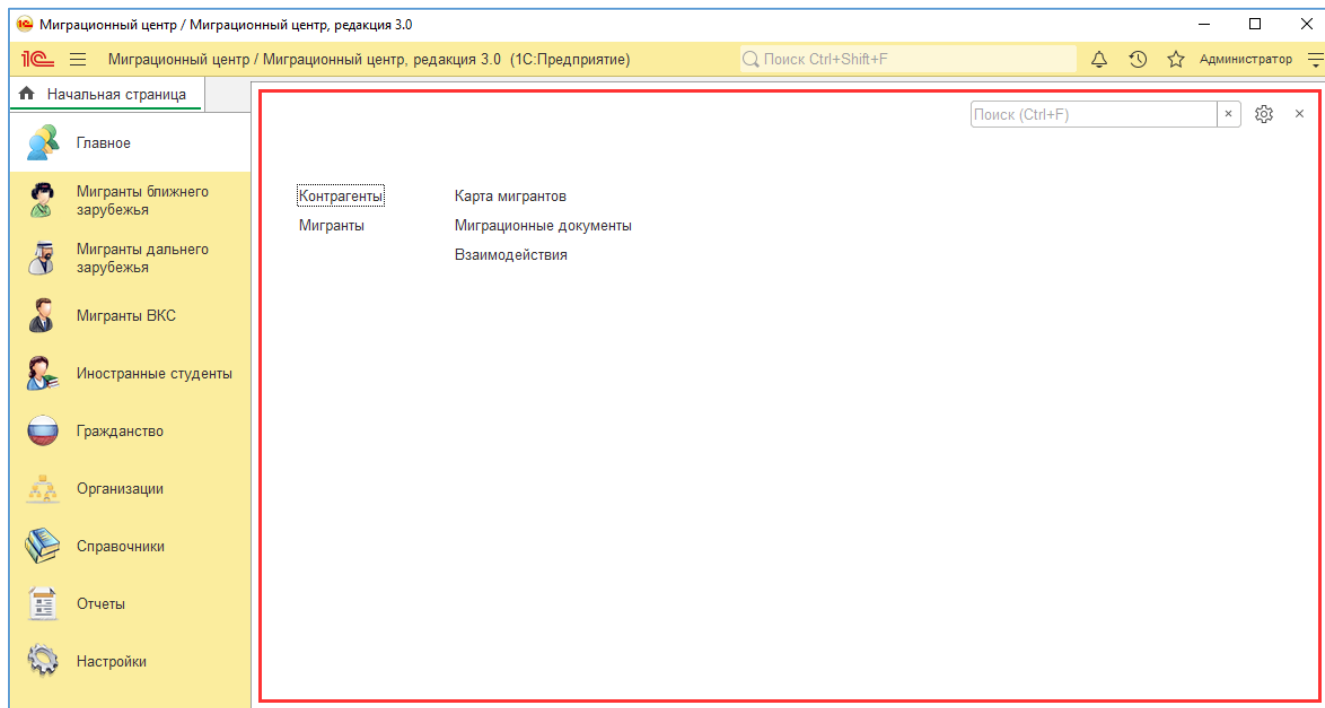 Миграционный центр / Миграционный центр, редакция 3.0
1С Миграционный центр / Миграционный центр, редакция 3.0 (1С:Предприятие) Поиск Ctrl+Shift+F Администратор
Начальная страница
Поиск (Ctrl+F)
Главное
Мигранты ближнего
зарубежья
Мигранты дальнего
зарубежья
Мигранты ВКС
Иностранные студенты
Гражданство
Организации
Справочники
Отчеты
Настройки
Контрагенты
Мигранты
Карта мигрантов
Миграционные документы
Взаимодействия